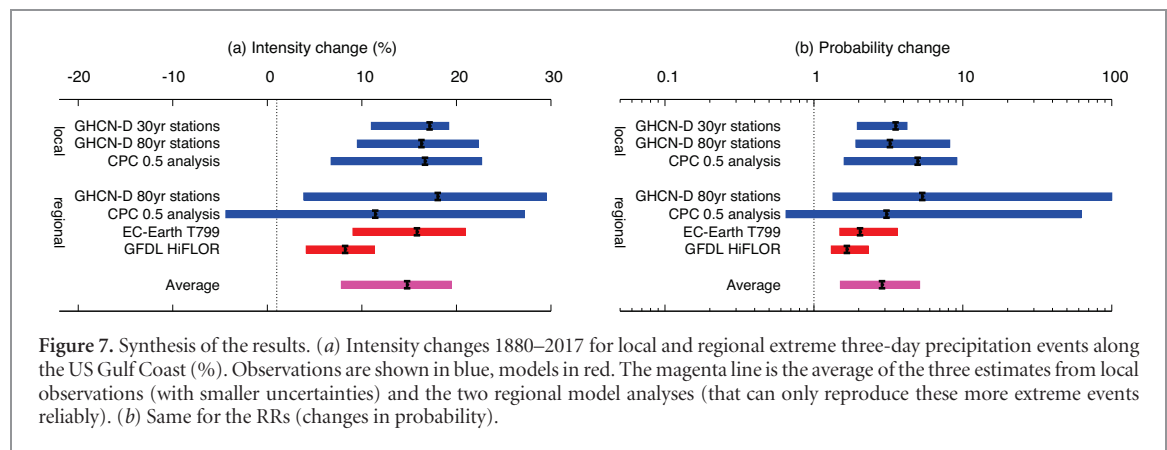 (a) Intensity change (%)
-20 -10 0 10 20 30
local
GHCN-D 30yr stations
GHCN-D 80yr stations
CPC 0.5 analysis
regional
GHCN-D 80yr stations
CPC 0.5 analysis
EC-Earth T799
GFDL HiFLOR
Average
(b) Probability change
0.1 1 10 100
local
GHCN-D 30yr stations
GHCN-D 80yr stations
CPC 0.5 analysis
regional
GHCN-D 80yr stations
CPC 0.5 analysis
EC-Earth T799
GFDL HiFLOR
Average
Figure 7. Synthesis of the results. (a) Intensity changes 1880–2017 for local and regional extreme three-day precipitation events along
the US Gulf Coast (%). Observations are shown in blue, models in red. The magenta line is the average of the three estimates from local
observations (with smaller uncertainties) and the two regional model analyses (that can only reproduce these more extreme events
reliably). (b) Same for the RRs (changes in probability).